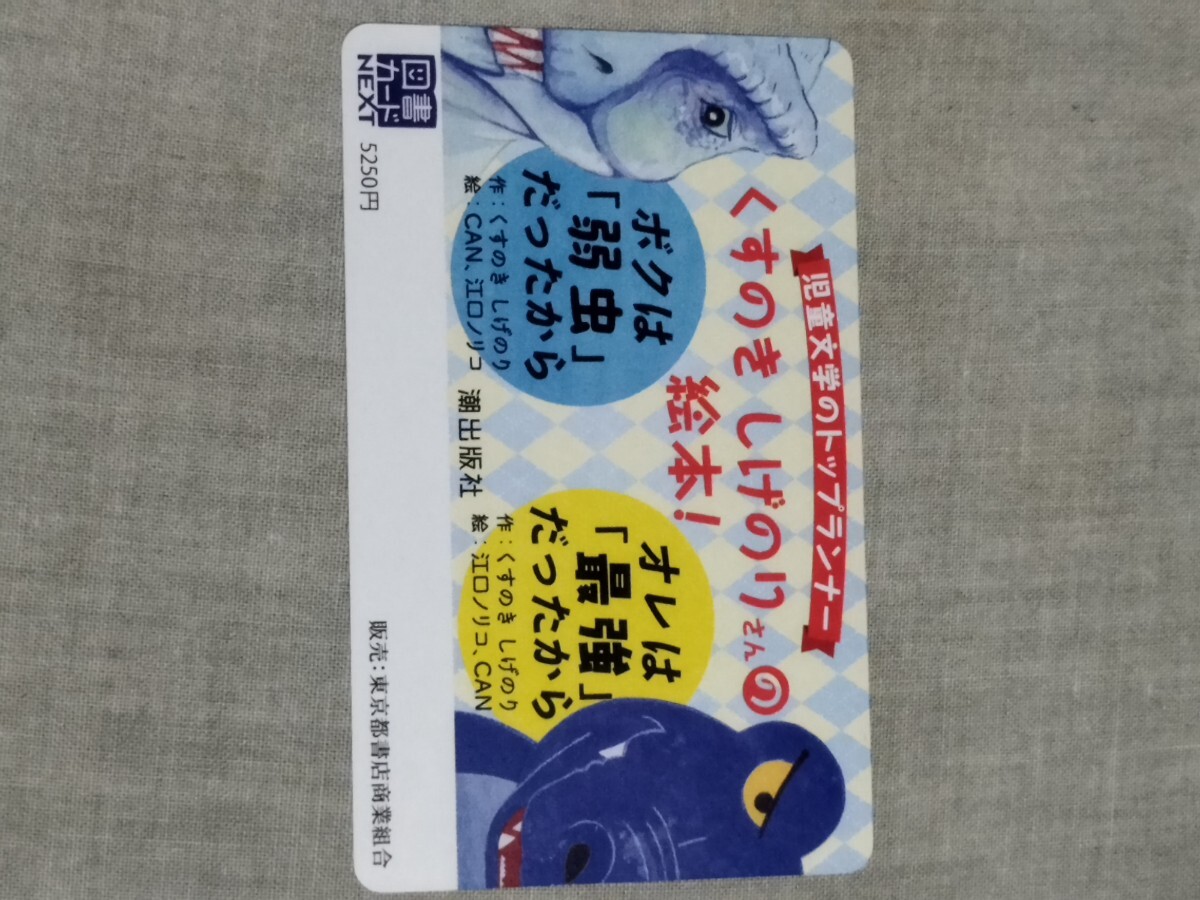 児童文学のトップランナー
くすのき しげのりさんの
絵本!
ボクは
「弱虫」
だったから
作:くすのき しげのり
絵:CAN、江口ノリコ
オレは
「最強」
だったから
作:くすのき しげのり
絵:江口ノリコ、CAN
潮出版社
図書
カード
NEXT
5250円
販売:東京都書店商業組合